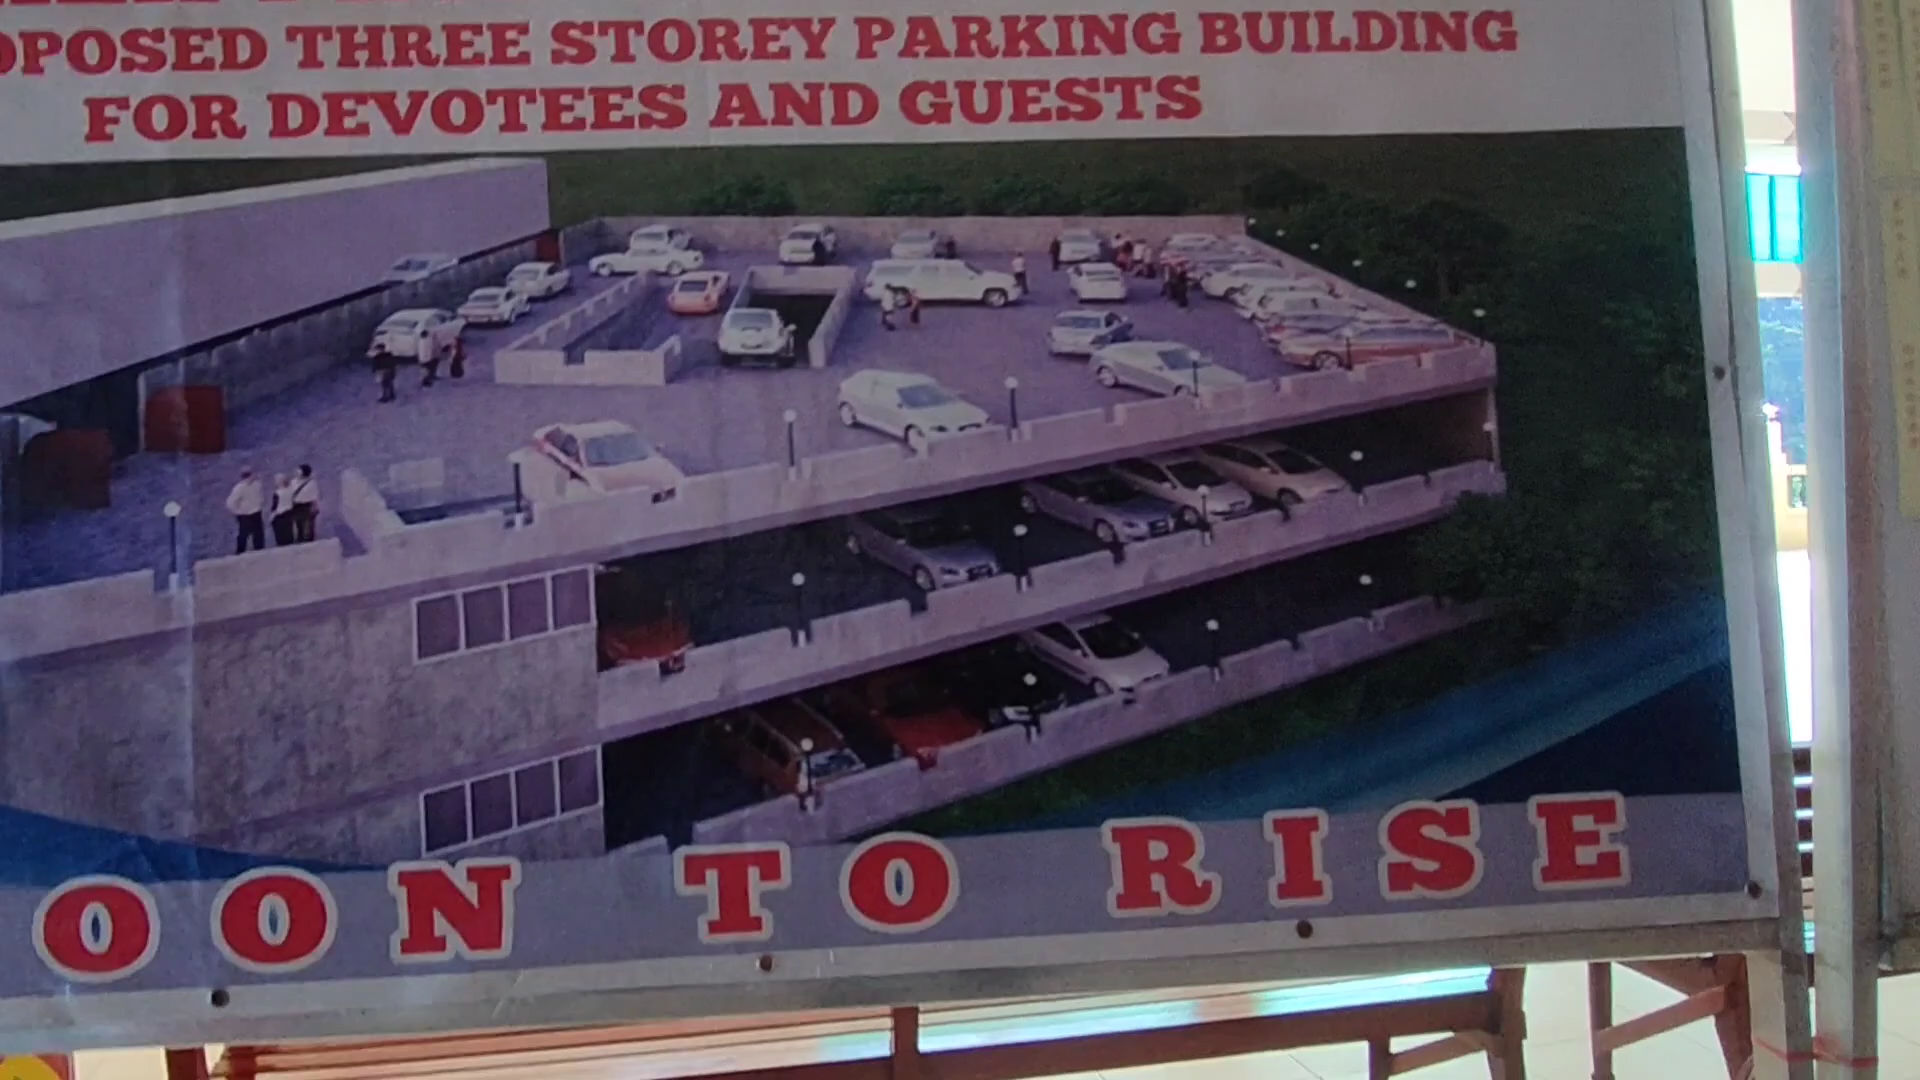 OPOSED THREE STOREY PARKING BUILDING
FOR DEVOTEES AND GUESTS
OON TO RISE